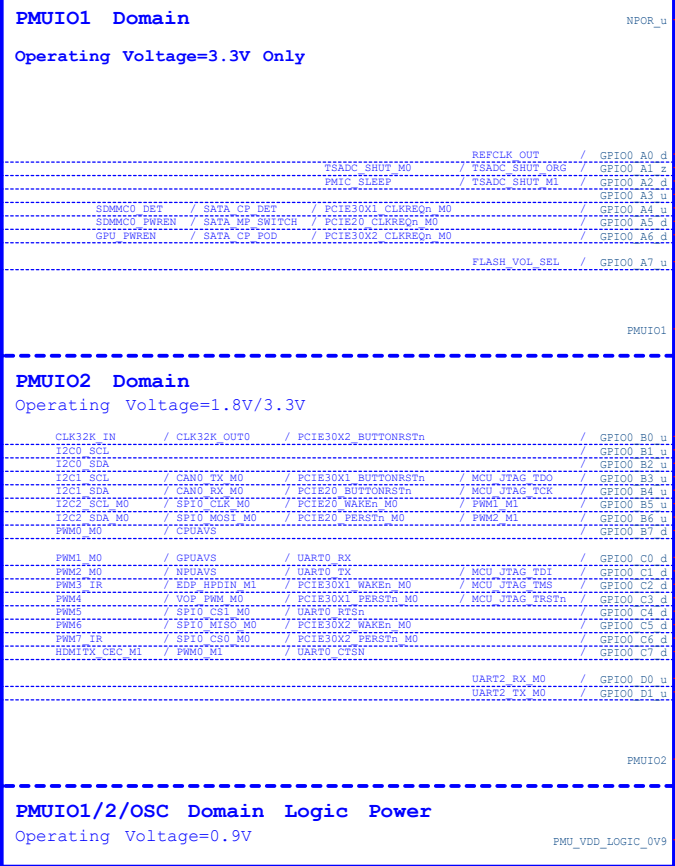 PMUIO1 Domain
NPOR_u
Operating Voltage=3.3V Only
REFCLK_OUT / GPIO0_A0_d
TSADC_SHUT_M0 / TSADC_SHUT_ORG / GPIO0_A1_z
PMIC_SLEEP / TSADC_SHUT_M1 / GPIO0_A2_d
GPIO0_A3_u
SDMMC0_DET / SATA_CP_DET / PCIE30X1_CLKREQn_M0 / GPIO0_A4_u
SDMMC0_PWREN / SATA_MP_SWITCH / PCIE20_CLKREQn_M0 / GPIO0_A5_d
GPU_PWREN / SATA_CP_POD / PCIE30X2_CLKREQn_M0 / GPIO0_A6_d
FLASH_VOL_SEL / GPIO0_A7_u
PMUIO1
PMUIO2 Domain
Operating Voltage=1.8V/3.3V
CLK32K_IN / CLK32K_OUT0 / PCIE30X2_BUTTONRSTn / GPIO0_B0_u
I2C0_SCL / GPIO0_B1_u
I2C0_SDA / GPIO0_B2_u
I2C1_SCL / CAN0_TX_M0 / PCIE30X1_BUTTONRSTn / MCU_JTAG_TDO / GPIO0_B3_u
I2C1_SDA / CAN0_RX_M0 / PCIE20_BUTTONRSTn / MCU_JTAG_TCK / GPIO0_B4_u
I2C2_SCL_M0 / SPI0_CLK_M0 / PCIE20_WAKEn_M0 / PWM1_M1 / GPIO0_B5_u
I2C2_SDA_M0 / SPI0_MOSI_M0 / PCIE20_PERSTn_M0 / PWM2_M1 / GPIO0_B6_u
PWM0_M0 / CPUAVS / GPIO0_B7_d
PWM1_M0 / GPUAVS / UART0_RX / GPIO0_C0_d
PWM2_M0 / NPUAVS / UART0_TX / MCU_JTAG_TDI / GPIO0_C1_d
PWM3_IR / EDP_HPDIN_M1 / PCIE30X1_WAKEn_M0 / MCU_JTAG_TMS / GPIO0_C2_d
PWM4 / VOP_PWM_M0 / PCIE30X1_PERSTn_M0 / MCU_JTAG_TRSTn / GPIO0_C3_d
PWM5 / SPI0_CS1_M0 / UART0_RTSn / GPIO0_C4_d
PWM6 / SPI0_MISO_M0 / PCIE30X2_WAKEn_M0 / GPIO0_C5_d
PWM7_IR / SPI0_CS0_M0 / PCIE30X2_PERSTn_M0 / GPIO0_C6_d
HDMITX_CEC_M1 / PWM0_M1 / UART0_CTSN / GPIO0_C7_d
UART2_RX_M0 / GPIO0_D0_u
UART2_TX_M0 / GPIO0_D1_u
PMUIO2
PMUIO1/2/OSC Domain Logic Power
Operating Voltage=0.9V
PMU_VDD_LOGIC_0V9